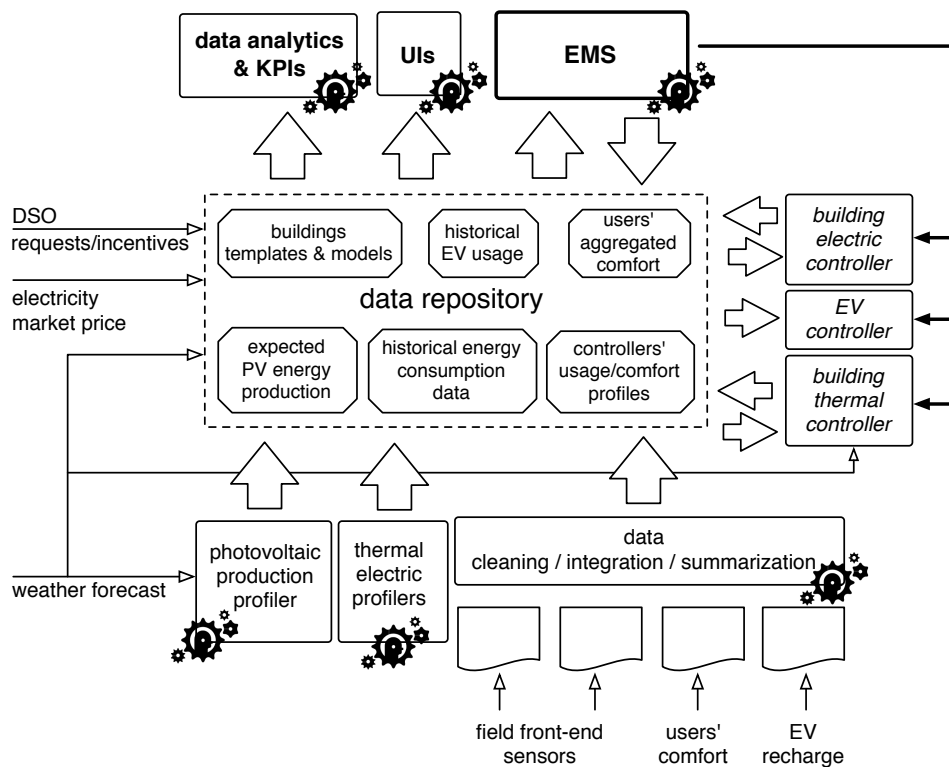 data analytics
& KPIs
UIs
EMS
DSO
requests/incentives
electricity
market price
buildings
templates & models
historical
EV usage
users'
aggregated
comfort
data repository
expected
PV energy
production
historical energy
consumption
data
controllers'
usage/comfort
profiles
building
electric
controller
EV
controller
building
thermal
controller
weather forecast
photovoltaic
production
profiler
thermal
electric
profilers
data
cleaning / integration / summarization
field front-end
sensors
users'
comfort
EV
recharge